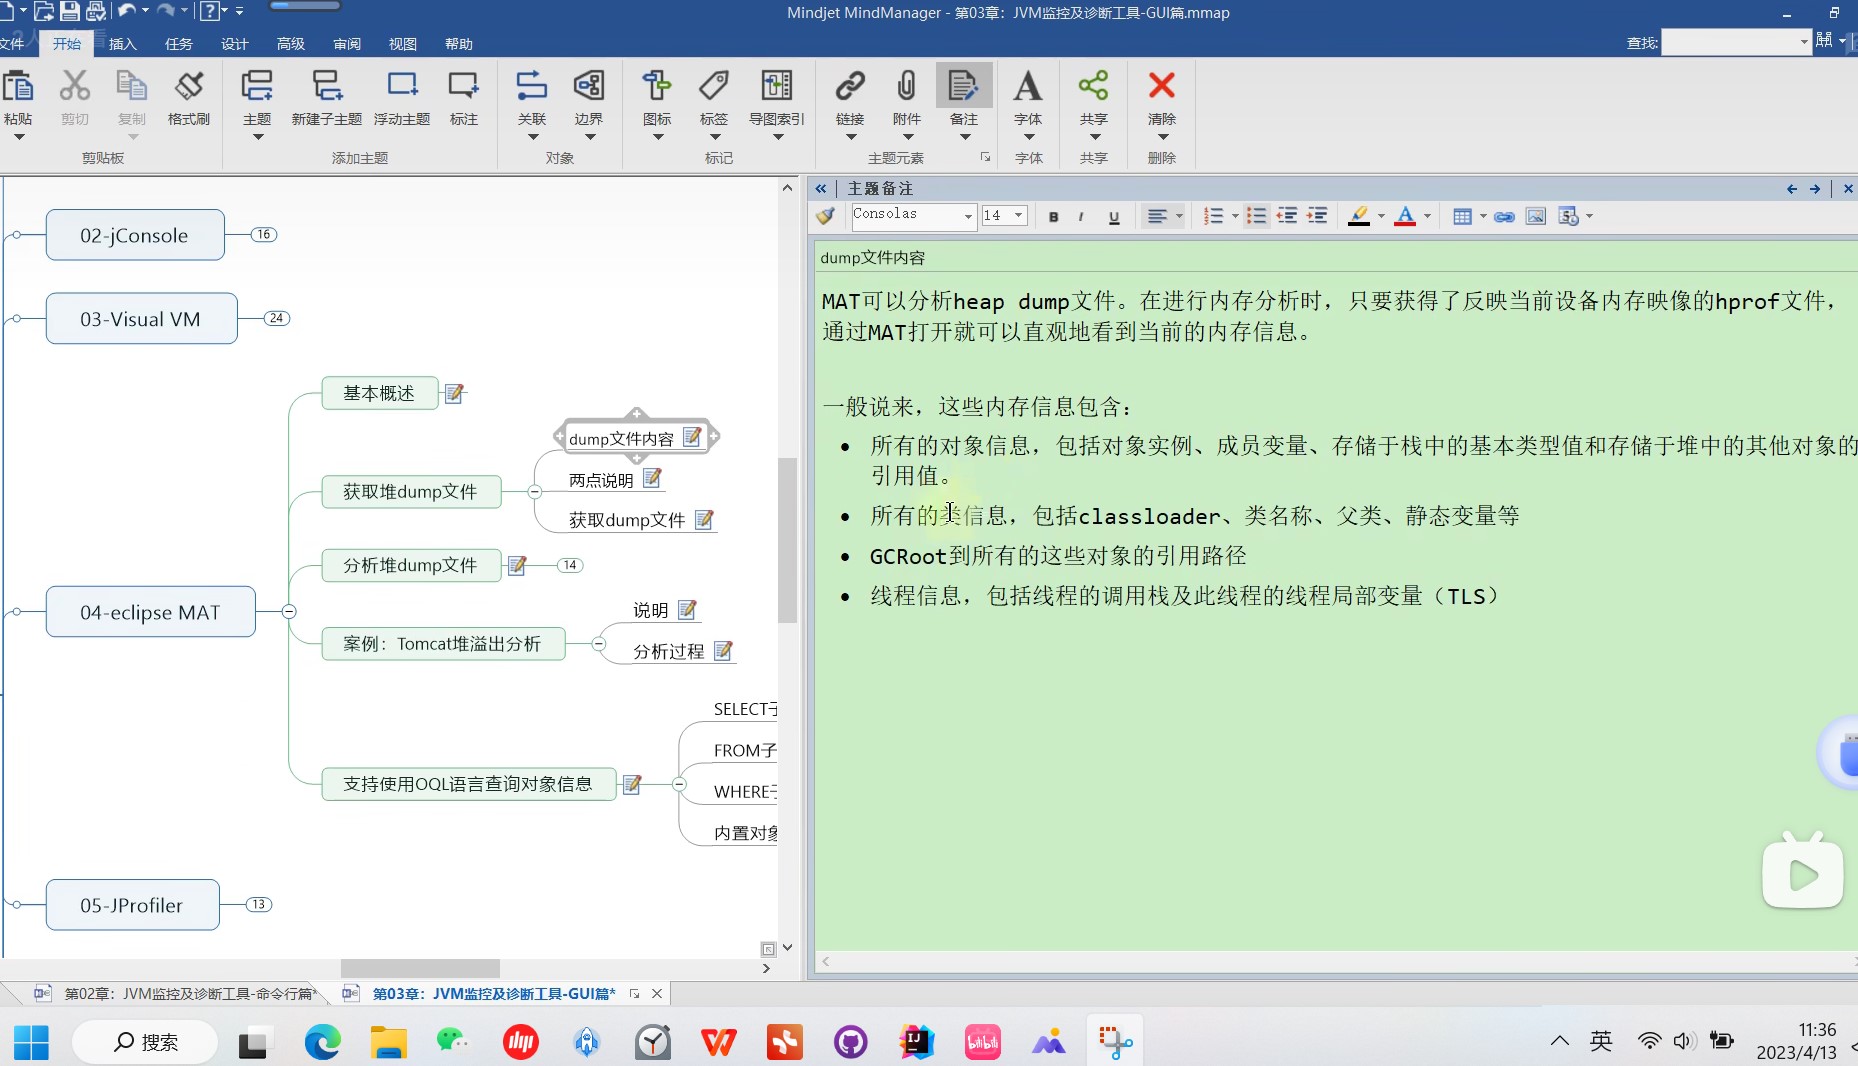 Mindjet MindManager - 第03章：JVM监控及诊断工具-GUI篇.mmap
文件 开始 插入 任务 设计 高级 审阅 视图 帮助
查找:
粘贴 剪切 复制 格式刷 主题 新建子主题 浮动主题 标注 关联 边界 图标 标签 导图索引 链接 附件 备注 字体 共享 清除
剪贴板 添加主题 对象 标记 主题元素 字体 共享 删除
02-jConsole
16
03-Visual VM
24
基本概述
dump文件内容
两点说明
获取堆dump文件
获取dump文件
分析堆dump文件
14
04-eclipse MAT
说明
案例：Tomcat堆溢出分析
分析过程
SELECT子
FROM子
支持使用OQL语言查询对象信息
WHERE子
内置对象
05-JProfiler
13
主题备注
Consolas
14
B I U
dump文件内容
MAT可以分析heap dump文件。在进行内存分析时，只要获得了反映当前设备内存映像的hprof文件，
通过MAT打开就可以直观地看到当前的内存信息。
一般说来，这些内存信息包含：
• 所有的对象信息，包括对象实例、成员变量、存储于栈中的基本类型值和存储于堆中的其他对象的
引用值。
• 所有的类信息，包括classloader、类名称、父类、静态变量等
• GCRoot到所有的这些对象的引用路径
• 线程信息，包括线程的调用栈及此线程的线程局部变量（TLS）
第02章：JVM监控及诊断工具-命令行篇*
第03章：JVM监控及诊断工具-GUI篇*
搜索
IJ
bilibili
英
11:36
2023/4/13